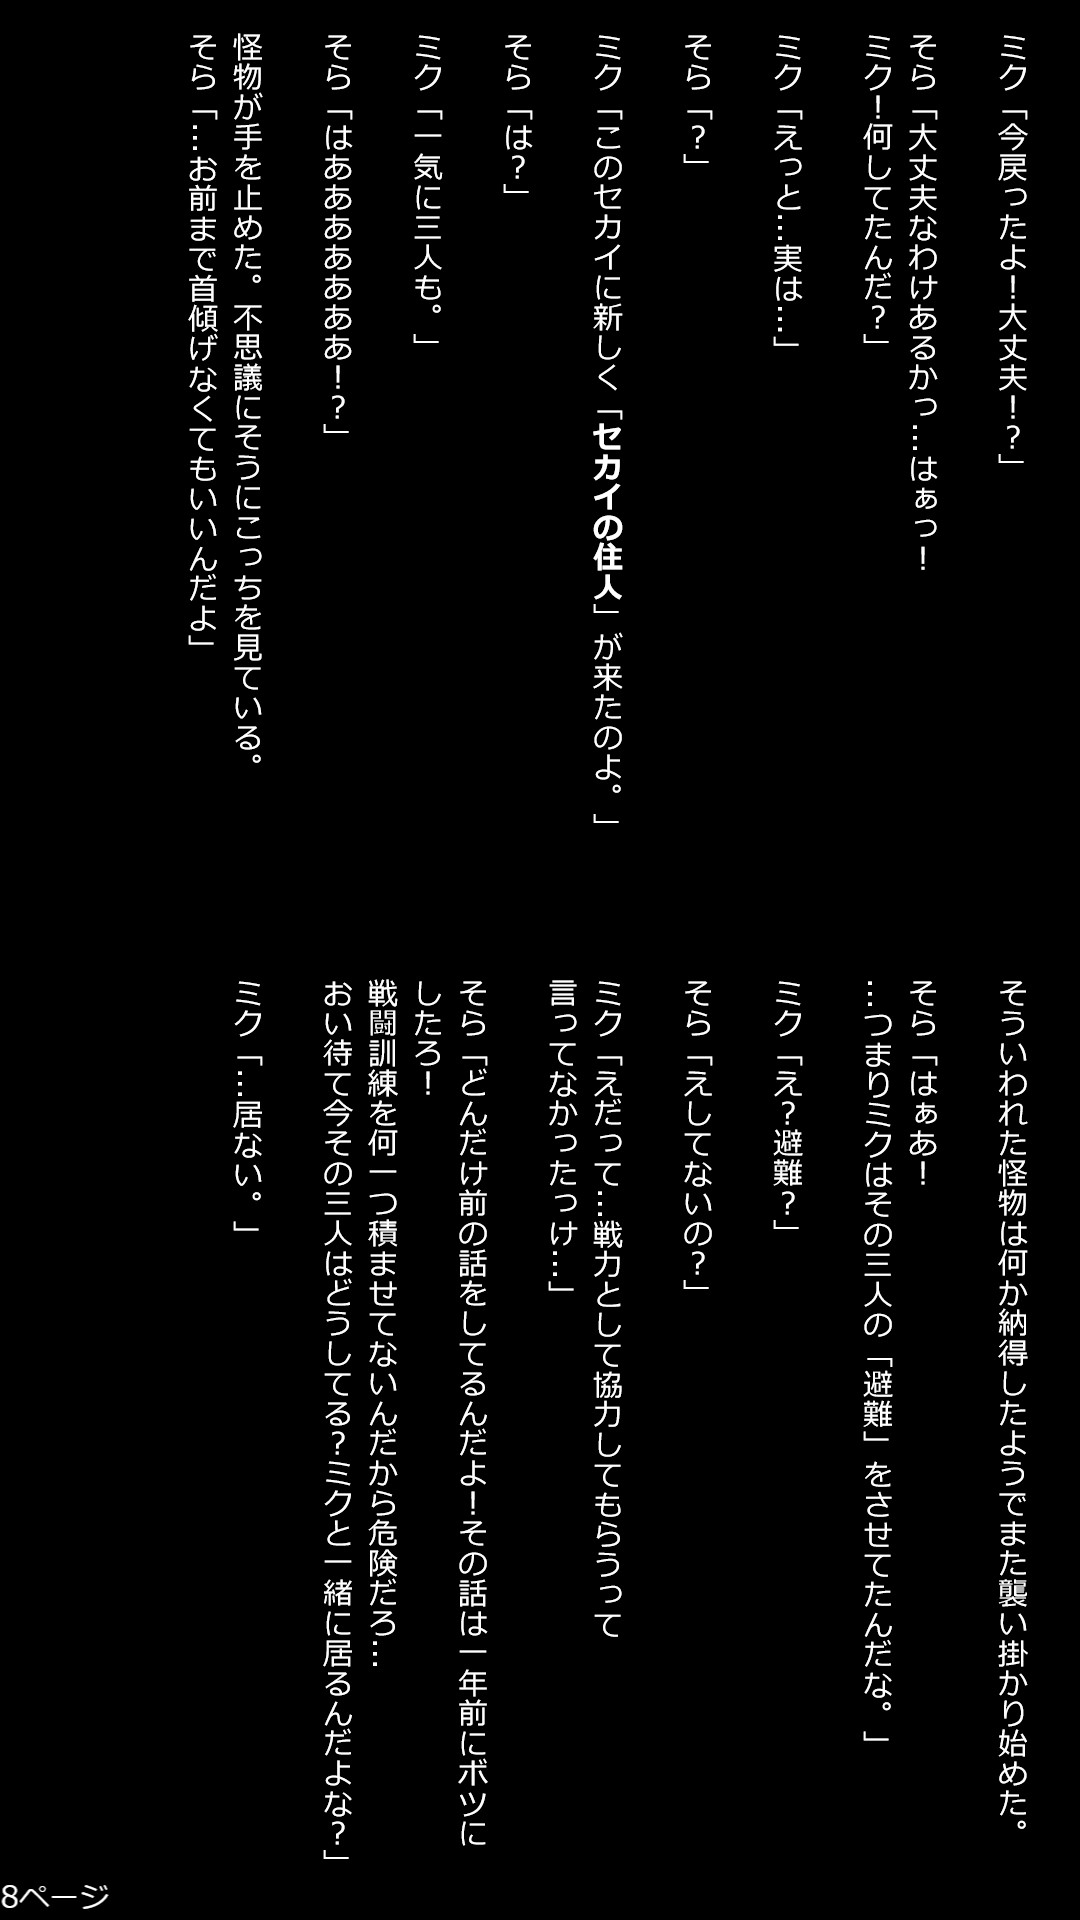 ミク「今戻ったよ！大丈夫！？」
そら「大丈夫なわけあるかっ…はぁっ！
ミク！何してたんだ？」
ミク「えっと…実は…」
そら「？」
ミク「このセカイに新しく「セカイの住人」が来たのよ。」
そら「は？」
ミク「一気に三人も。」
そら「はあああああああ！？」
怪物が手を止めた。不思議にそうにこっちを見ている。
そら「…お前まで首傾げなくてもいいんだよ」
そういわれた怪物は何か納得したようでまた襲い掛かり始めた。
そら「はぁあ！
…つまりミクはその三人の「避難」をさせてたんだな。」
ミク「え？避難？」
そら「えしてないの？」
ミク「えだって…戦力として協力してもらうって
言ってなかったっけ…」
そら「どんだけ前の話をしてるんだよ！その話は一年前にボツに
したろ！
戦闘訓練を何一つ積ませてないんだから危険だろ…
おい待て今その三人はどうしてる？ミクと一緒に居るんだよな？」
ミク「…居ない。」
8ページ